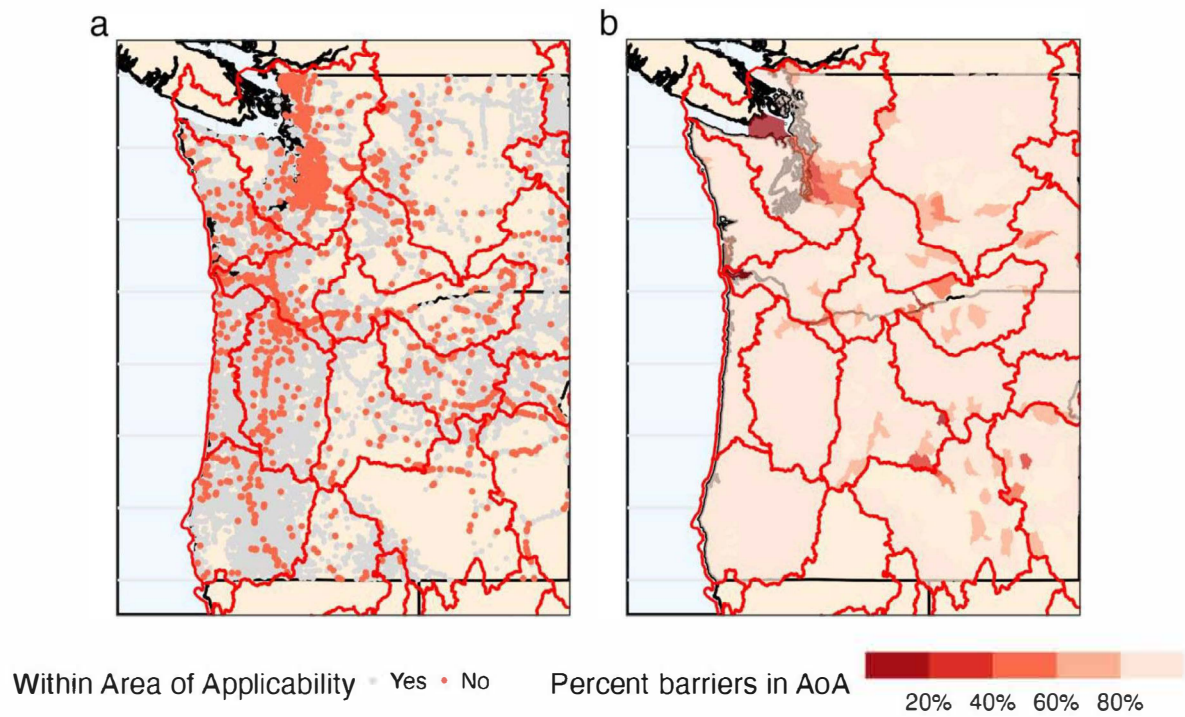 a
b
Within Area of Applicability Yes No
Percent barriers in AoA
20% 40% 60% 80%